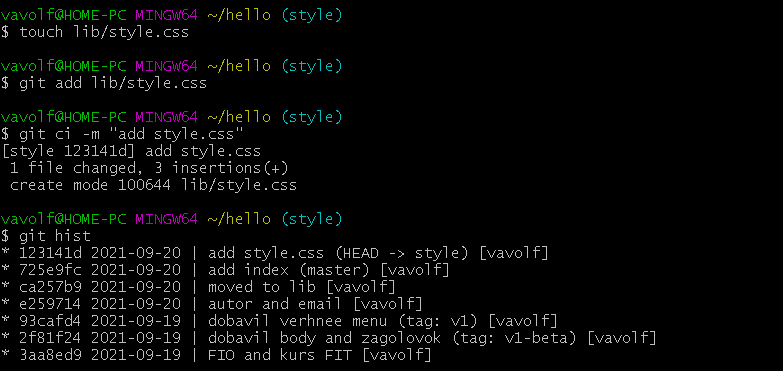 vavolf@HOME-PC MINGW64 ~/hello (style)
$ touch lib/style.css
vavolf@HOME-PC MINGW64 ~/hello (style)
$ git add lib/style.css
vavolf@HOME-PC MINGW64 ~/hello (style)
$ git ci -m "add style.css"
[style 123141d] add style.css
 1 file changed, 3 insertions(+)
 create mode 100644 lib/style.css
vavolf@HOME-PC MINGW64 ~/hello (style)
$ git hist
* 123141d 2021-09-20 | add style.css (HEAD -> style) [vavolf]
* 725e9fc 2021-09-20 | add index (master) [vavolf]
* ca257b9 2021-09-20 | moved to lib [vavolf]
* e259714 2021-09-20 | autor and email [vavolf]
* 93cafd4 2021-09-19 | dobavil verhnee menu (tag: v1) [vavolf]
* 2f81f24 2021-09-19 | dobavil body and zagolovok (tag: v1-beta) [vavolf]
* 3aa8ed9 2021-09-19 | FIO and kurs FIT [vavolf]